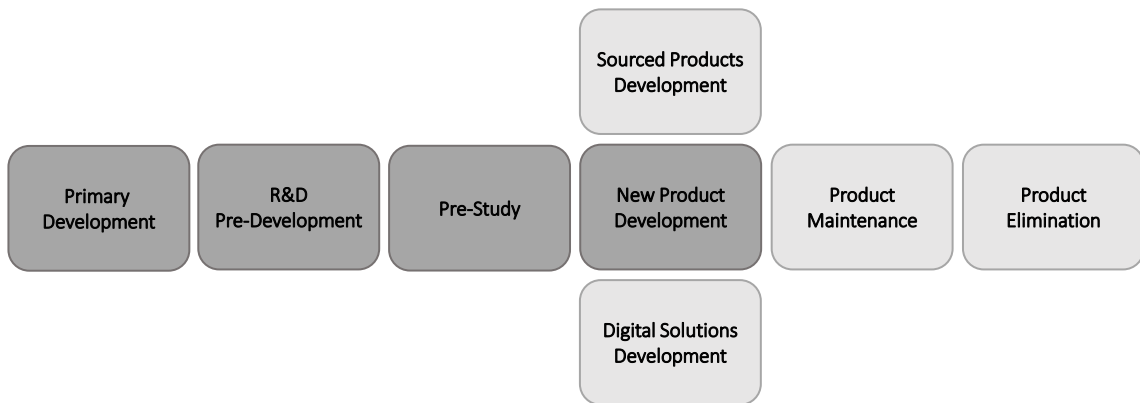 Sourced Products
Development
Primary
Development
R&D
Pre-Development
Pre-Study
New Product
Development
Product
Maintenance
Product
Elimination
Digital Solutions
Development